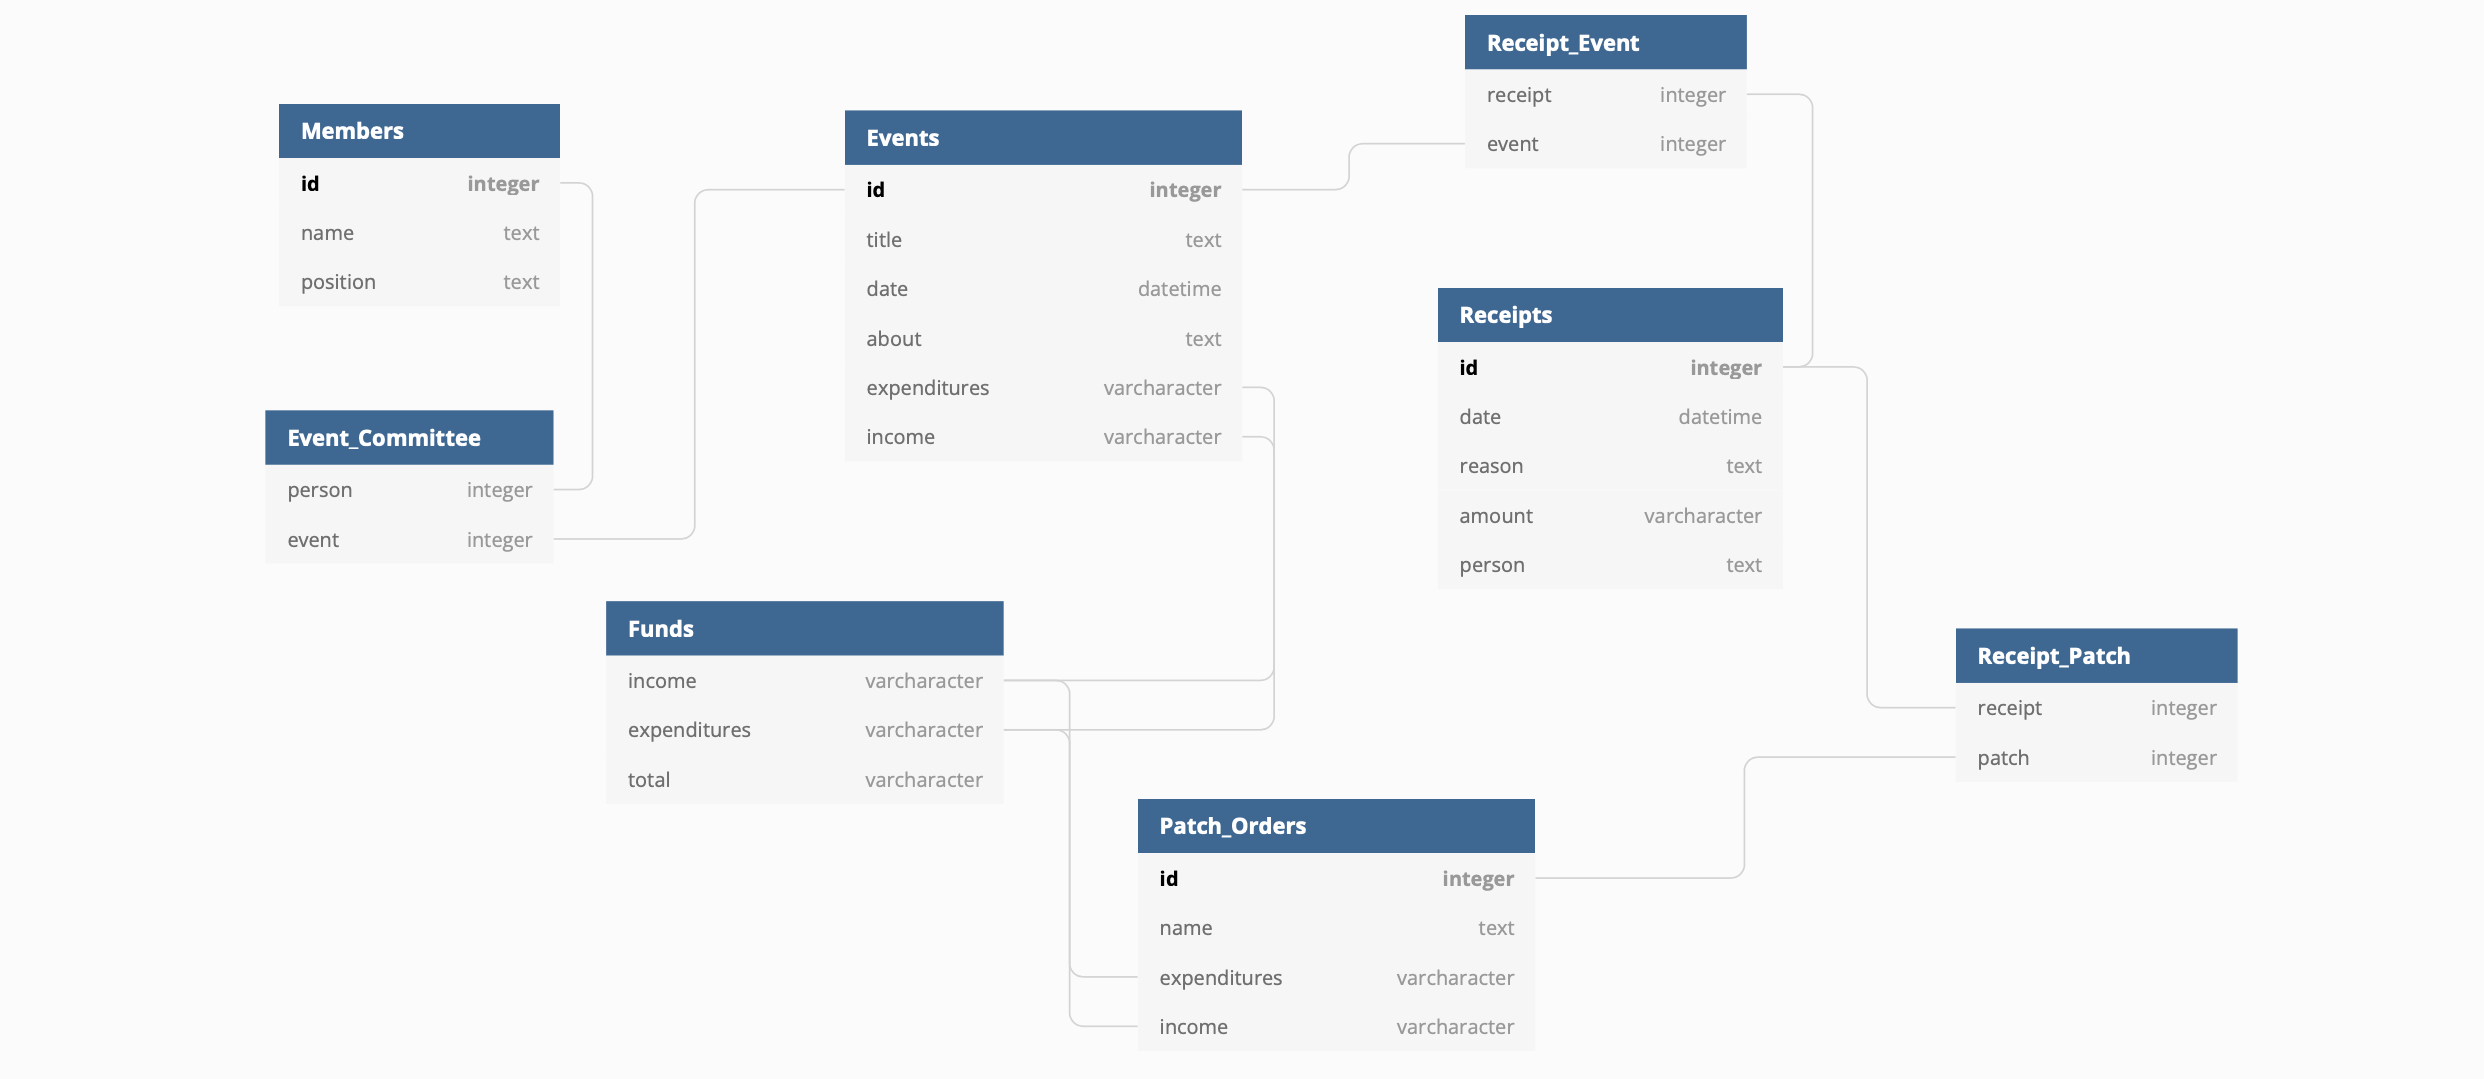 Members
id integer
name text
position text
Event_Committee
person integer
event integer
Events
id integer
title text
date datetime
about text
expenditures varcharacter
income varcharacter
Funds
income varcharacter
expenditures varcharacter
total varcharacter
Receipt_Event
receipt integer
event integer
Receipts
id integer
date datetime
reason text
amount varcharacter
person text
Patch_Orders
id integer
name text
expenditures varcharacter
income varcharacter
Receipt_Patch
receipt integer
patch integer